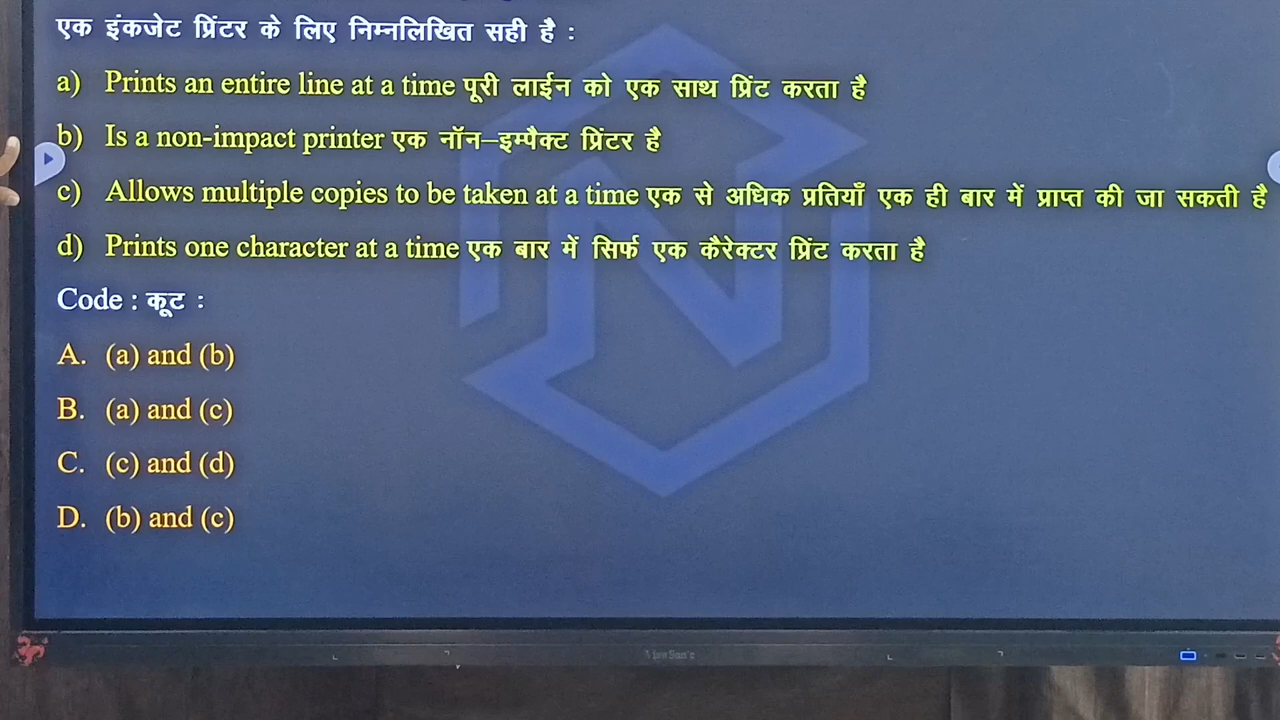 एक इंकजेट प्रिंटर के लिए निम्नलिखित सही है :
a) Prints an entire line at a time पूरी लाईन को एक साथ प्रिंट करता है
b) Is a non-impact printer एक नॉन–इम्पैक्ट प्रिंटर है
c) Allows multiple copies to be taken at a time एक से अधिक प्रतियाँ एक ही बार में प्राप्त की जा सकती है
d) Prints one character at a time एक बार में सिर्फ एक कैरेक्टर प्रिंट करता है
Code : कूट :
A. (a) and (b)
B. (a) and (c)
C. (c) and (d)
D. (b) and (c)